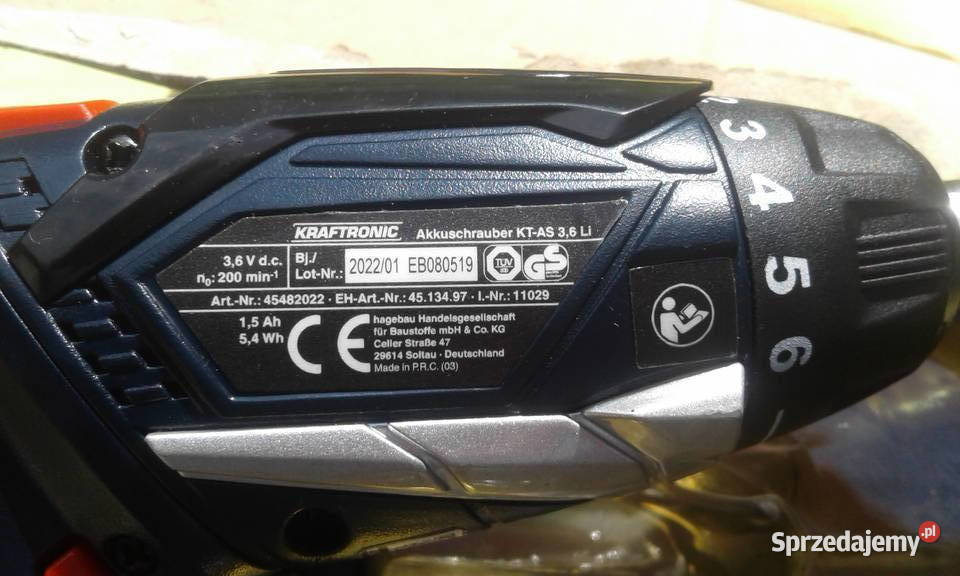 KRAFTRONIC Akkuschrauber KT-AS 3,6 Li
3,6 V d.c.
n₀: 200 min⁻¹
Bj./
Lot-Nr.: 2022/01 EB080519
TÜV
GS
Art.-Nr.: 45482022 · EH-Art.-Nr.: 45.134.97 · I.-Nr.: 11029
1,5 Ah
5,4 Wh
CE
hagebau Handelsgesellschaft
für Baustoffe mbH & Co. KG
Celler Straße 47
29614 Soltau · Deutschland
Made in P.R.C. (03)
2
3
4
5
6
Sprzedajemy.pl